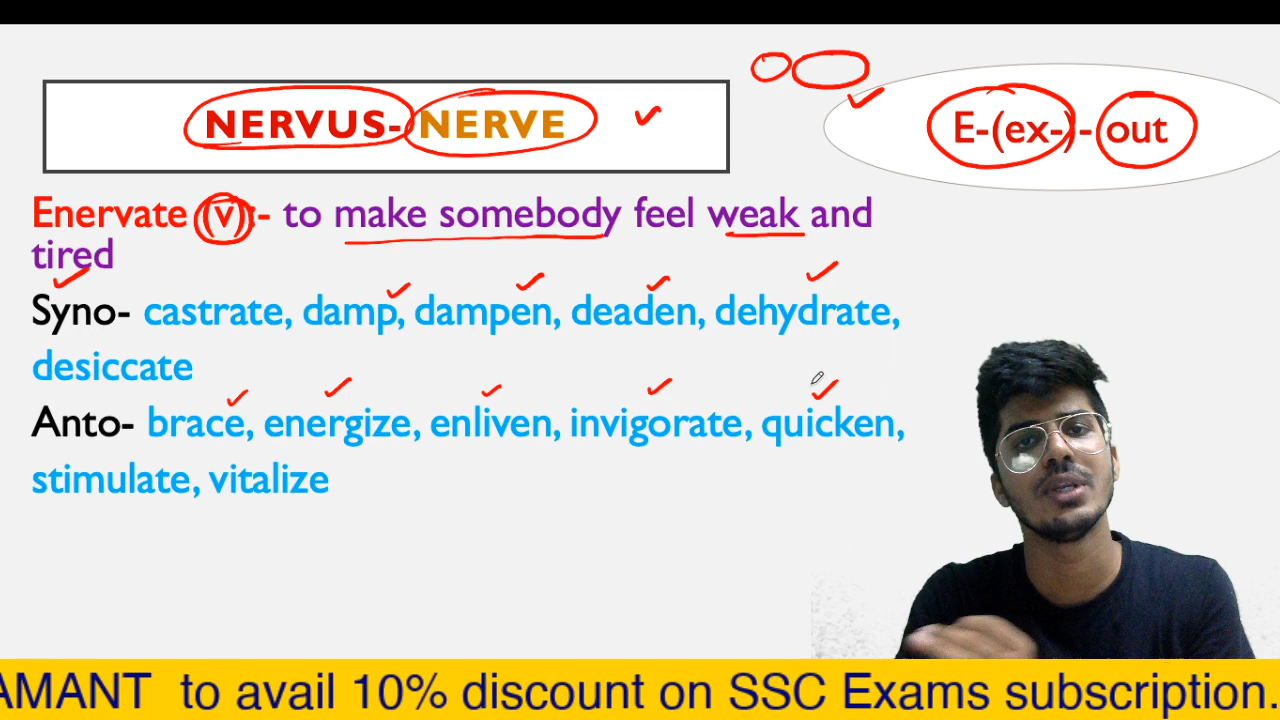 NERVUS- NERVE
E-(ex-)- out
Enervate (v):- to make somebody feel weak and
tired
Syno- castrate, damp, dampen, deaden, dehydrate,
desiccate
Anto- brace, energize, enliven, invigorate, quicken,
stimulate, vitalize
AMANT to avail 10% discount on SSC Exams subscription.